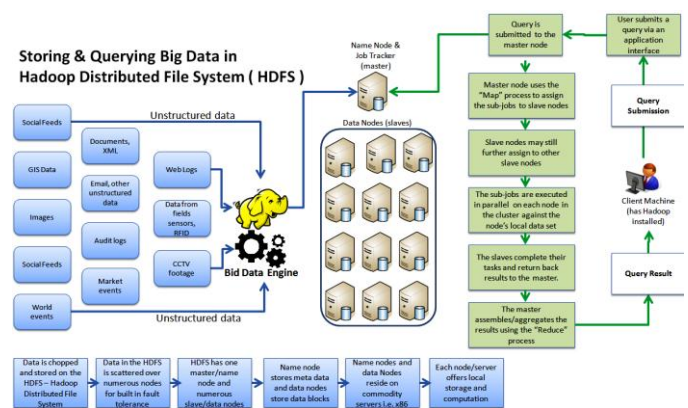 Storing & Querying Big Data in
Hadoop Distributed File System ( HDFS )
Social Feeds
GIS Data
Images
Social Feeds
World
events
Documents,
XML
Email, other
unstructured
data
Audit logs
Market
events
Unstructured data
Web Logs
Data from
fields
sensors,
RFID
CCTV
footage
Bid Data Engine
Unstructured data
Name Node &
Job Tracker
(master)
Data Nodes (slaves)
Query is
submitted to the
master node
Master node uses the
"Map" process to assign
the sub-jobs to slave nodes
Slave nodes may still
further assign to other
slave nodes
The sub-jobs are executed
in parallel on each node in
the cluster against the
node's local data set
The slaves complete their
tasks and return back
results to the master.
The master
assembles/aggregates the
results using the "Reduce"
process
User submits a
query via an
application
interface
Query
Submission
Client Machine
(has Hadoop
Installed)
Query Result
Data is chopped
and stored on the
HDFS – Hadoop
Distributed File
System
Data in the HDFS
is scattered over
numerous nodes
for built in fault
tolerance
HDFS has one
master/name
node and
numerous
slave/data nodes
Name node
stores meta data
and data nodes
store data blocks
Name nodes and
data Nodes
reside on
commodity
servers i.e. x86
Each node/server
offers local
storage and
computation